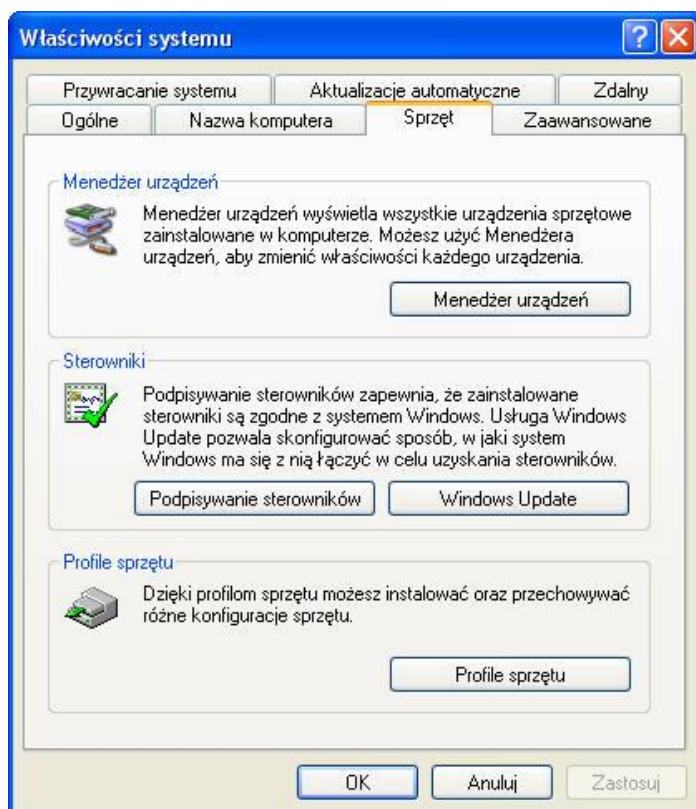 Właściwości systemu
Przywracanie systemu
Aktualizacje automatyczne
Zdalny
Ogólne
Nazwa komputera
Sprzęt
Zaawansowane
Menedżer urządzeń
Menedżer urządzeń wyświetla wszystkie urządzenia sprzętowe
zainstalowane w komputerze. Możesz użyć Menedżera
urządzeń, aby zmienić właściwości każdego urządzenia.
Menedżer urządzeń
Sterowniki
Podpisywanie sterowników zapewnia, że zainstalowane
sterowniki są zgodne z systemem Windows. Usługa Windows
Update pozwala skonfigurować sposób, w jaki system
Windows ma się z nią łączyć w celu uzyskania sterowników.
Podpisywanie sterowników
Windows Update
Profile sprzętu
Dzięki profilom sprzętu możesz instalować oraz przechowywać
różne konfiguracje sprzętu.
Profile sprzętu
OK
Anuluj
Zastosuj